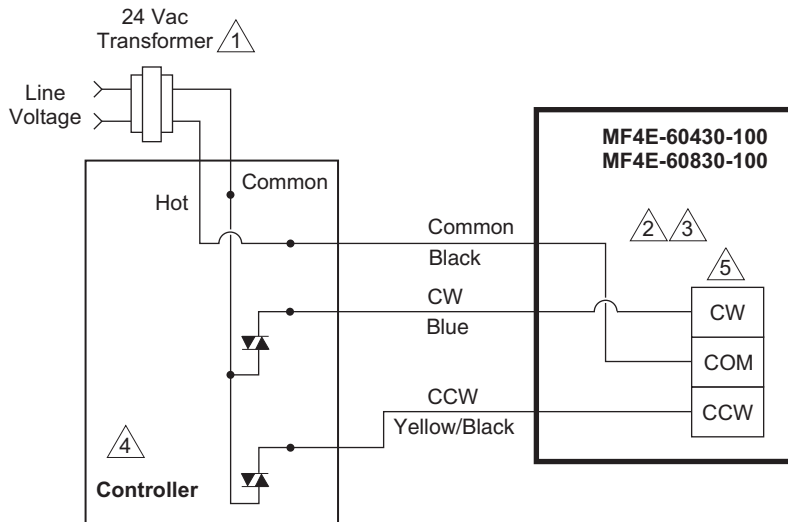 24 Vac
Transformer 1
Line
Voltage
Common
Hot
MF4E-60430-100
MF4E-60830-100
Common
Black
2 3
5
CW
Blue
CW
COM
CCW
Yellow/Black
CCW
4
Controller